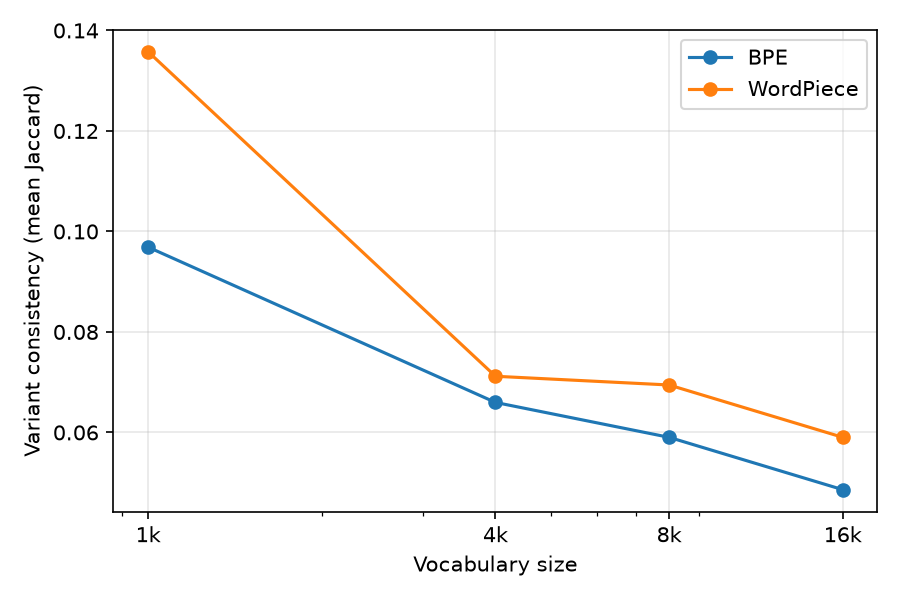 0.14
0.12
0.10
0.08
0.06
Variant consistency (mean Jaccard)
BPE
WordPiece
1k 4k 8k 16k
Vocabulary size